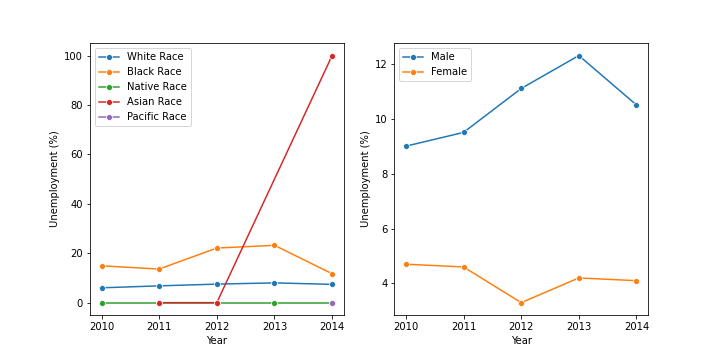 White Race
Black Race
Native Race
Asian Race
Pacific Race
100
80
60
40
20
0
Unemployment (%)
2010 2011 2012 2013 2014
Year
Male
Female
12
10
8
6
4
Unemployment (%)
2010 2011 2012 2013 2014
Year